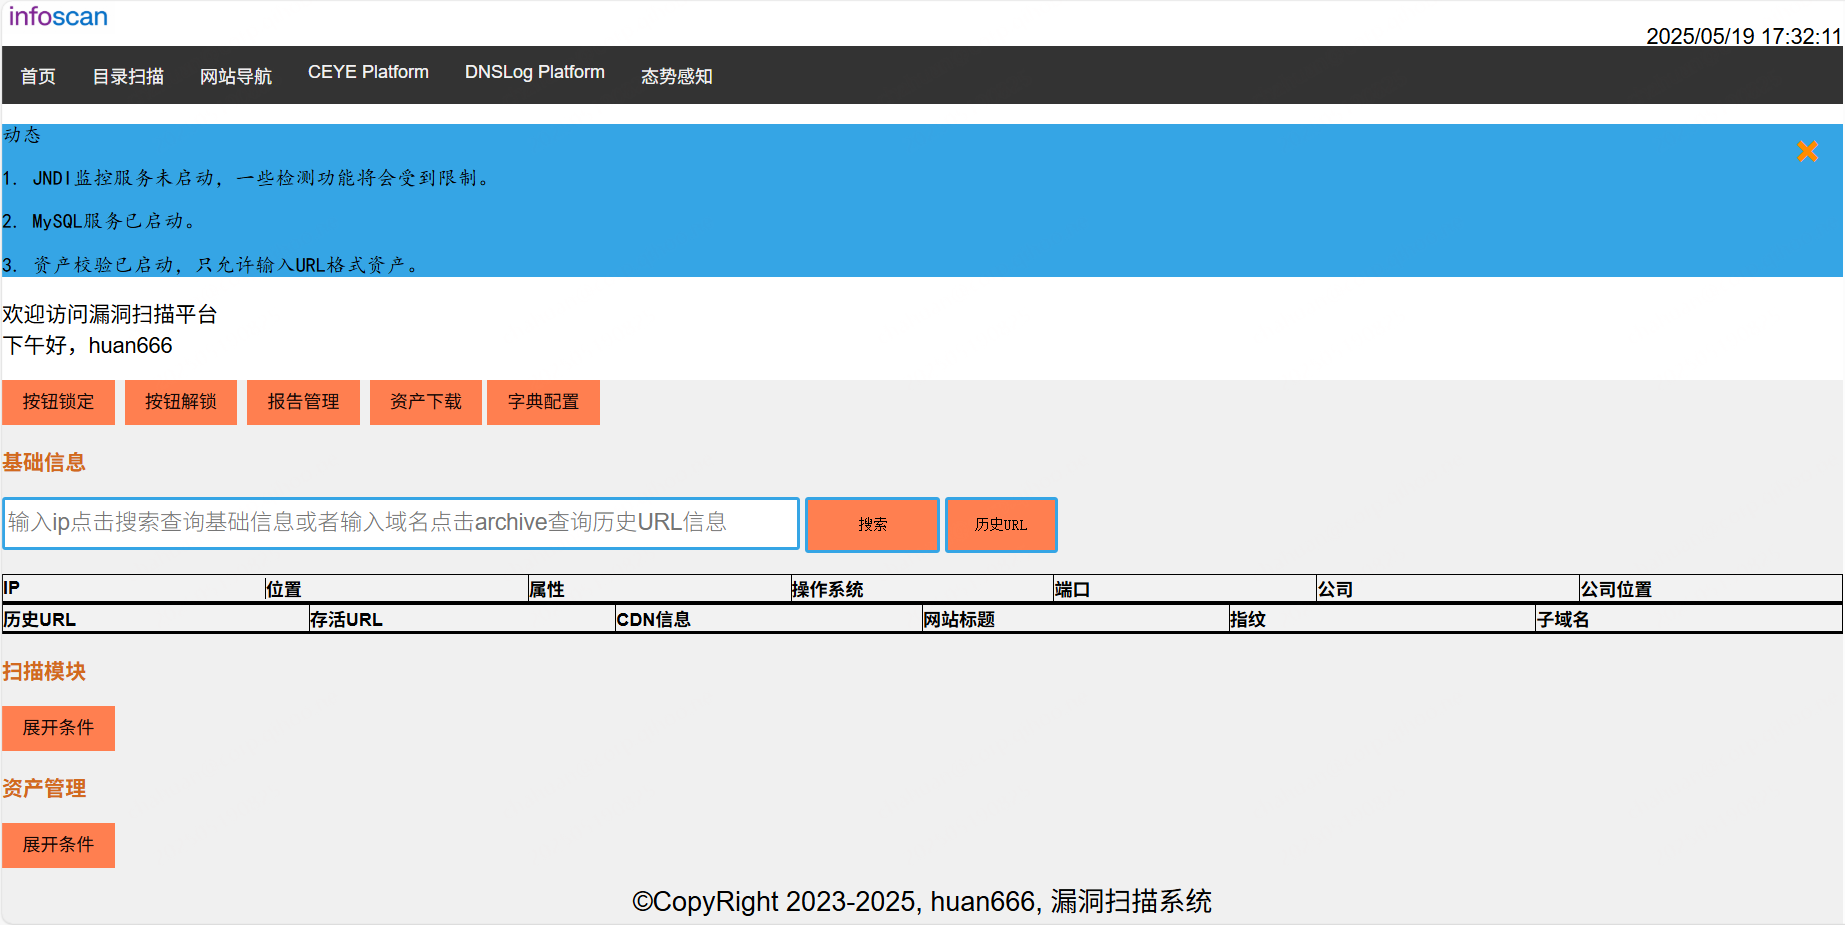 infoscan
2025/05/19 17:32:11
首页 目录扫描 网站导航 CEYE Platform DNSLog Platform 态势感知
动态
1. JNDI监控服务未启动，一些检测功能将会受到限制。
2. MySQL服务已启动。
3. 资产校验已启动，只允许输入URL格式资产。
欢迎访问漏洞扫描平台
下午好，huan666
按钮锁定 按钮解锁 报告管理 资产下载 字典配置
基础信息
输入ip点击搜索查询基础信息或者输入域名点击archive查询历史URL信息 搜索 历史URL
IP 位置 属性 操作系统 端口 公司 公司位置
历史URL 存活URL CDN信息 网站标题 指纹 子域名
扫描模块
展开条件
资产管理
展开条件
©CopyRight 2023-2025, huan666, 漏洞扫描系统